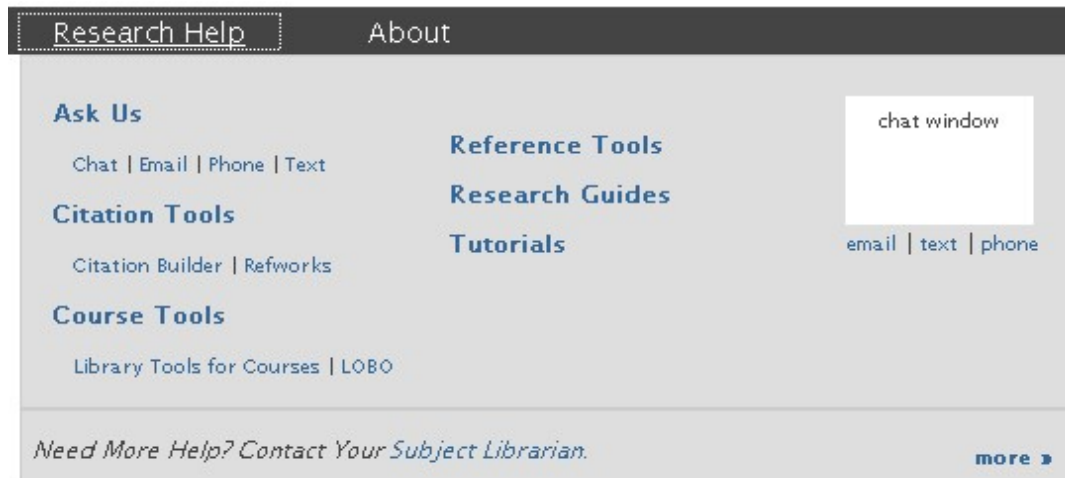 Research Help About
Ask Us
Chat | Email | Phone | Text
Citation Tools
Citation Builder | Refworks
Course Tools
Library Tools for Courses | LOBO
Reference Tools
Research Guides
Tutorials
chat window
email | text | phone
Need More Help? Contact Your Subject Librarian.
more »